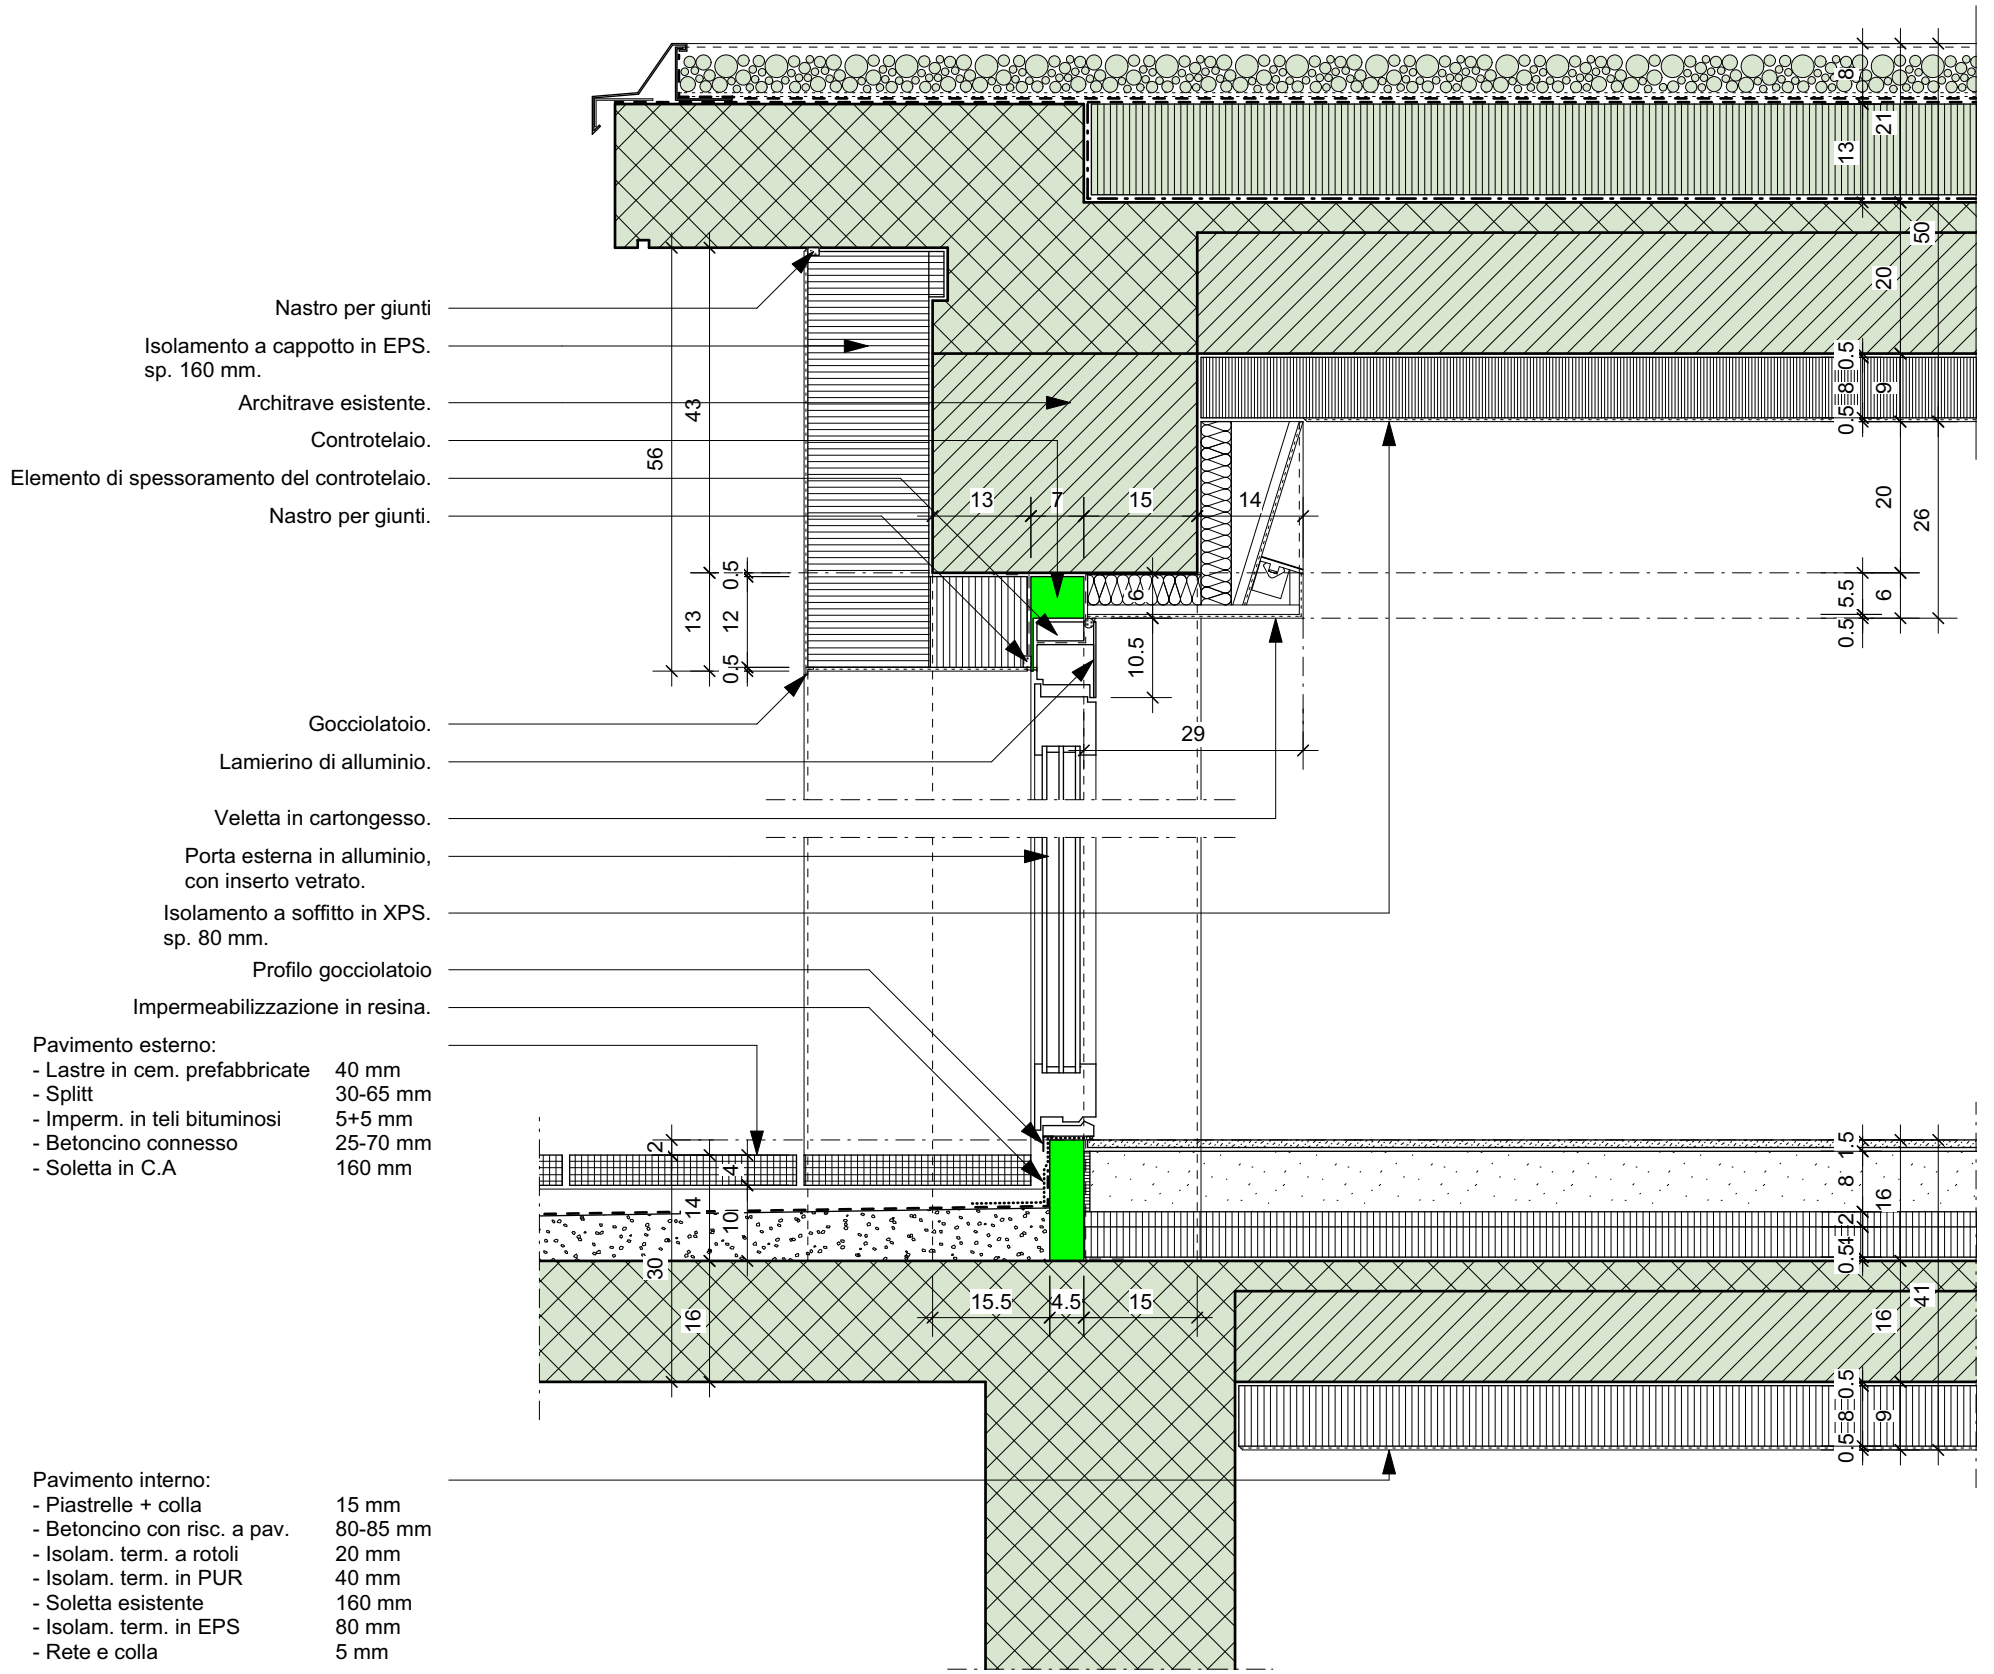 Nastro per giunti
Isolamento a cappotto in EPS.
sp. 160 mm.
Architrave esistente.
Controtelaio.
Elemento di spessoramento del controtelaio.
Nastro per giunti.
Gocciolatoio.
Lamierino di alluminio.
Veletta in cartongesso.
Porta esterna in alluminio,
con inserto vetrato.
Isolamento a soffitto in XPS.
sp. 80 mm.
Profilo gocciolatoio
Impermeabilizzazione in resina.
Pavimento esterno:
- Lastre in cem. prefabbricate 40 mm
- Splitt 30-65 mm
- Imperm. in teli bituminosi 5+5 mm
- Betoncino connesso 25-70 mm
- Soletta in C.A 160 mm
Pavimento interno:
- Piastrelle + colla 15 mm
- Betoncino con risc. a pav. 80-85 mm
- Isolam. term. a rotoli 20 mm
- Isolam. term. in PUR 40 mm
- Soletta esistente 160 mm
- Isolam. term. in EPS 80 mm
- Rete e colla 5 mm
56
43
13
0.5
12
0.5
13
7
15
14
6
10.5
29
8
13
21
50
20
0.5
8
0.5
9
20
26
5.5
0.5
6
2
14
30
16
4
10
15.5
4.5
15
1.5
8
2
4
0.5
16
41
16
0.5
8
0.5
9